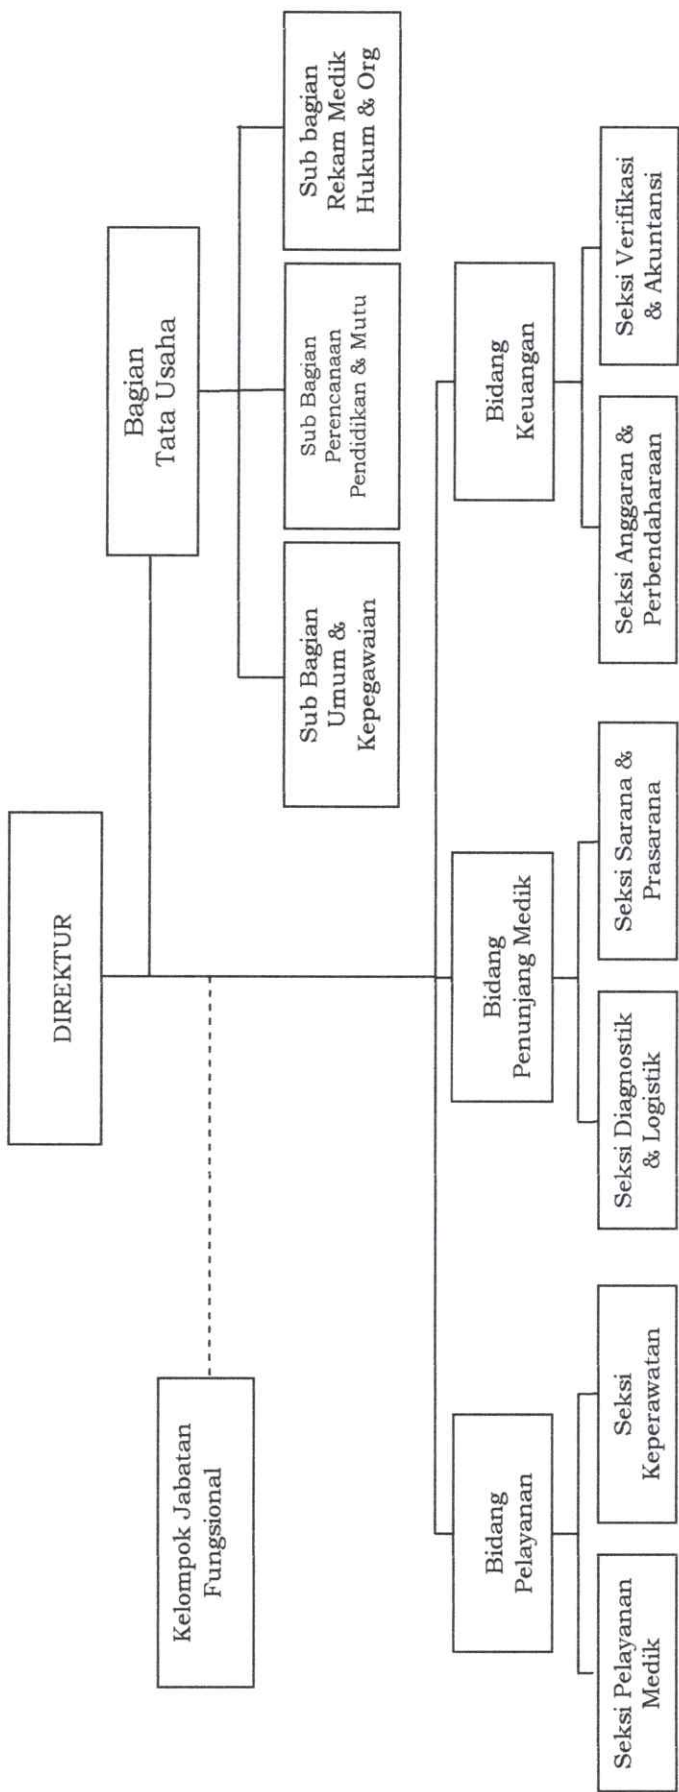 DIREKTUR
Kelompok Jabatan
Fungsional
Bagian
Tata Usaha
Sub Bagian
Umum &
Kepegawaian
Sub Bagian
Perencanaan
Pendidikan & Mutu
Sub bagian
Rekam Medik
Hukum & Org
Bidang
Pelayanan
Bidang
Penunjang Medik
Bidang
Keuangan
Seksi Pelayanan
Medik
Seksi
Keperawatan
Seksi Diagnostik
& Logistik
Seksi Sarana &
Prasarana
Seksi Anggaran &
Perbendaharaan
Seksi Verifikasi
& Akuntansi